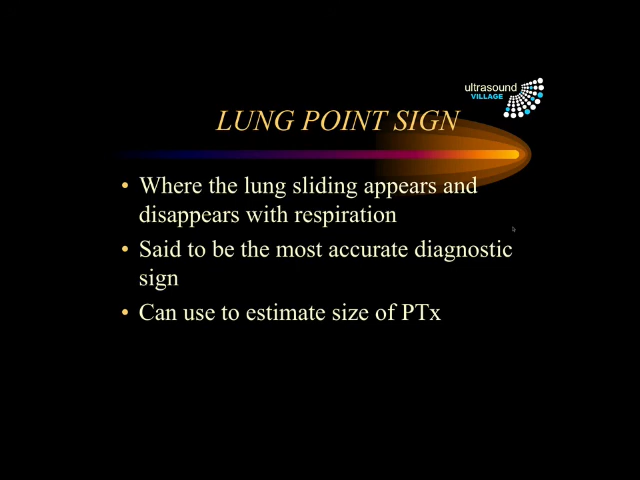 ultrasound
VILLAGE
LUNG POINT SIGN
• Where the lung sliding appears and
disappears with respiration
• Said to be the most accurate diagnostic
sign
• Can use to estimate size of PTx